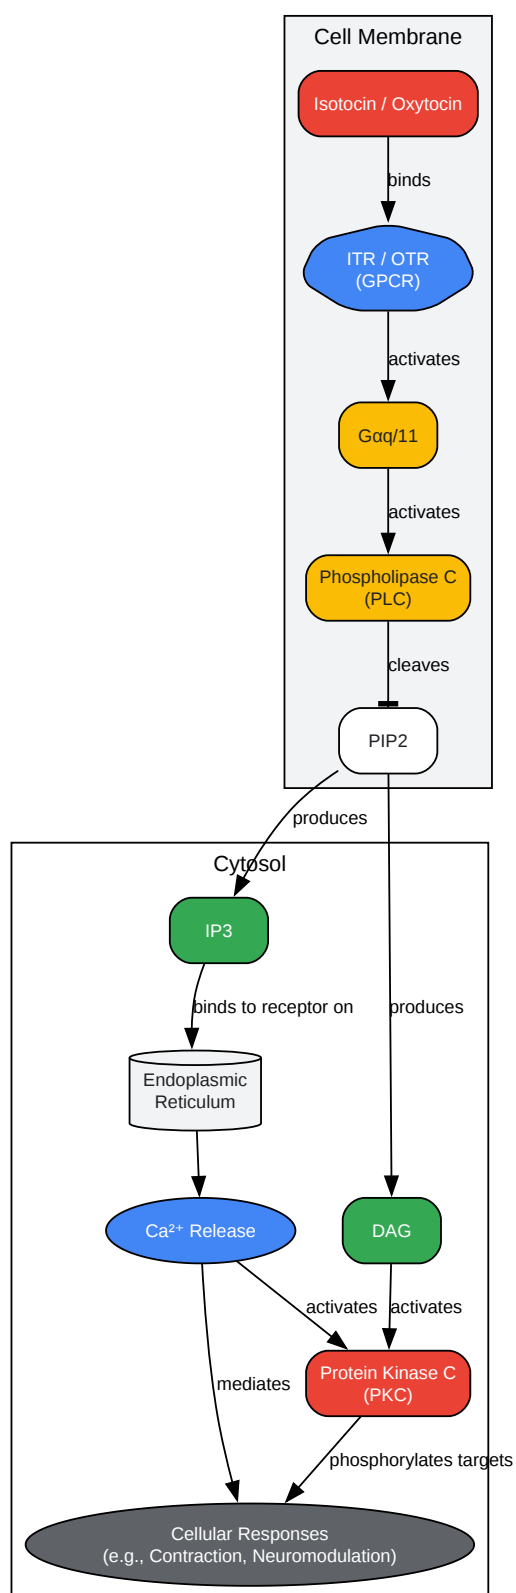 Cell Membrane
Isotocin / Oxytocin
binds
ITR / OTR
(GPCR)
activates
Gαq/11
activates
Phospholipase C
(PLC)
cleaves
PIP2
produces
Cytosol
IP3
binds to receptor on
produces
Endoplasmic
Reticulum
Ca²⁺ Release
DAG
activates
activates
Protein Kinase C
(PKC)
mediates
phosphorylates targets
Cellular Responses
(e.g., Contraction, Neuromodulation)